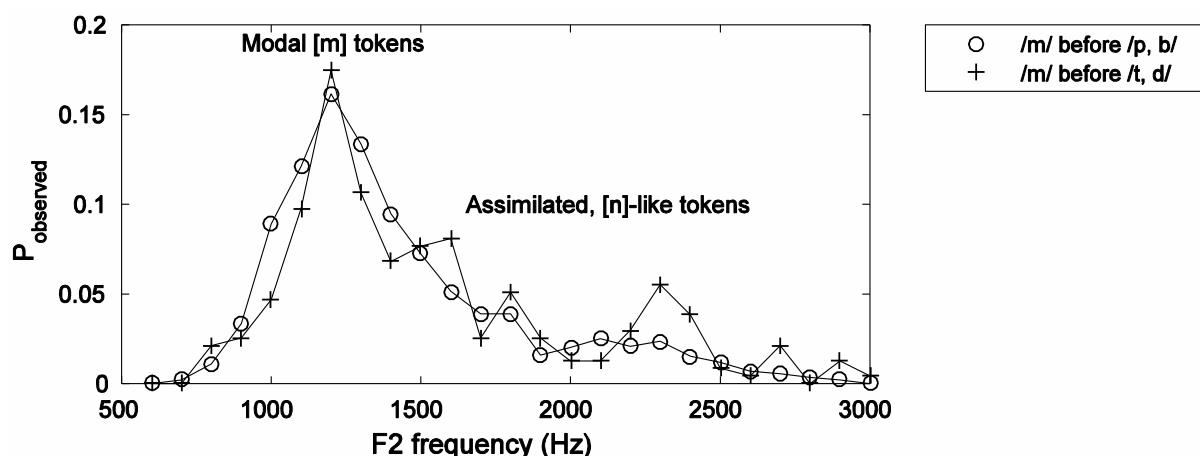 0.2
Modal [m] tokens
/m/ before /p, b/
/m/ before /t, d/
0.15
0.1
Assimilated, [n]-like tokens
P observed
0.05
0
500 1000 1500 2000 2500 3000
F2 frequency (Hz)